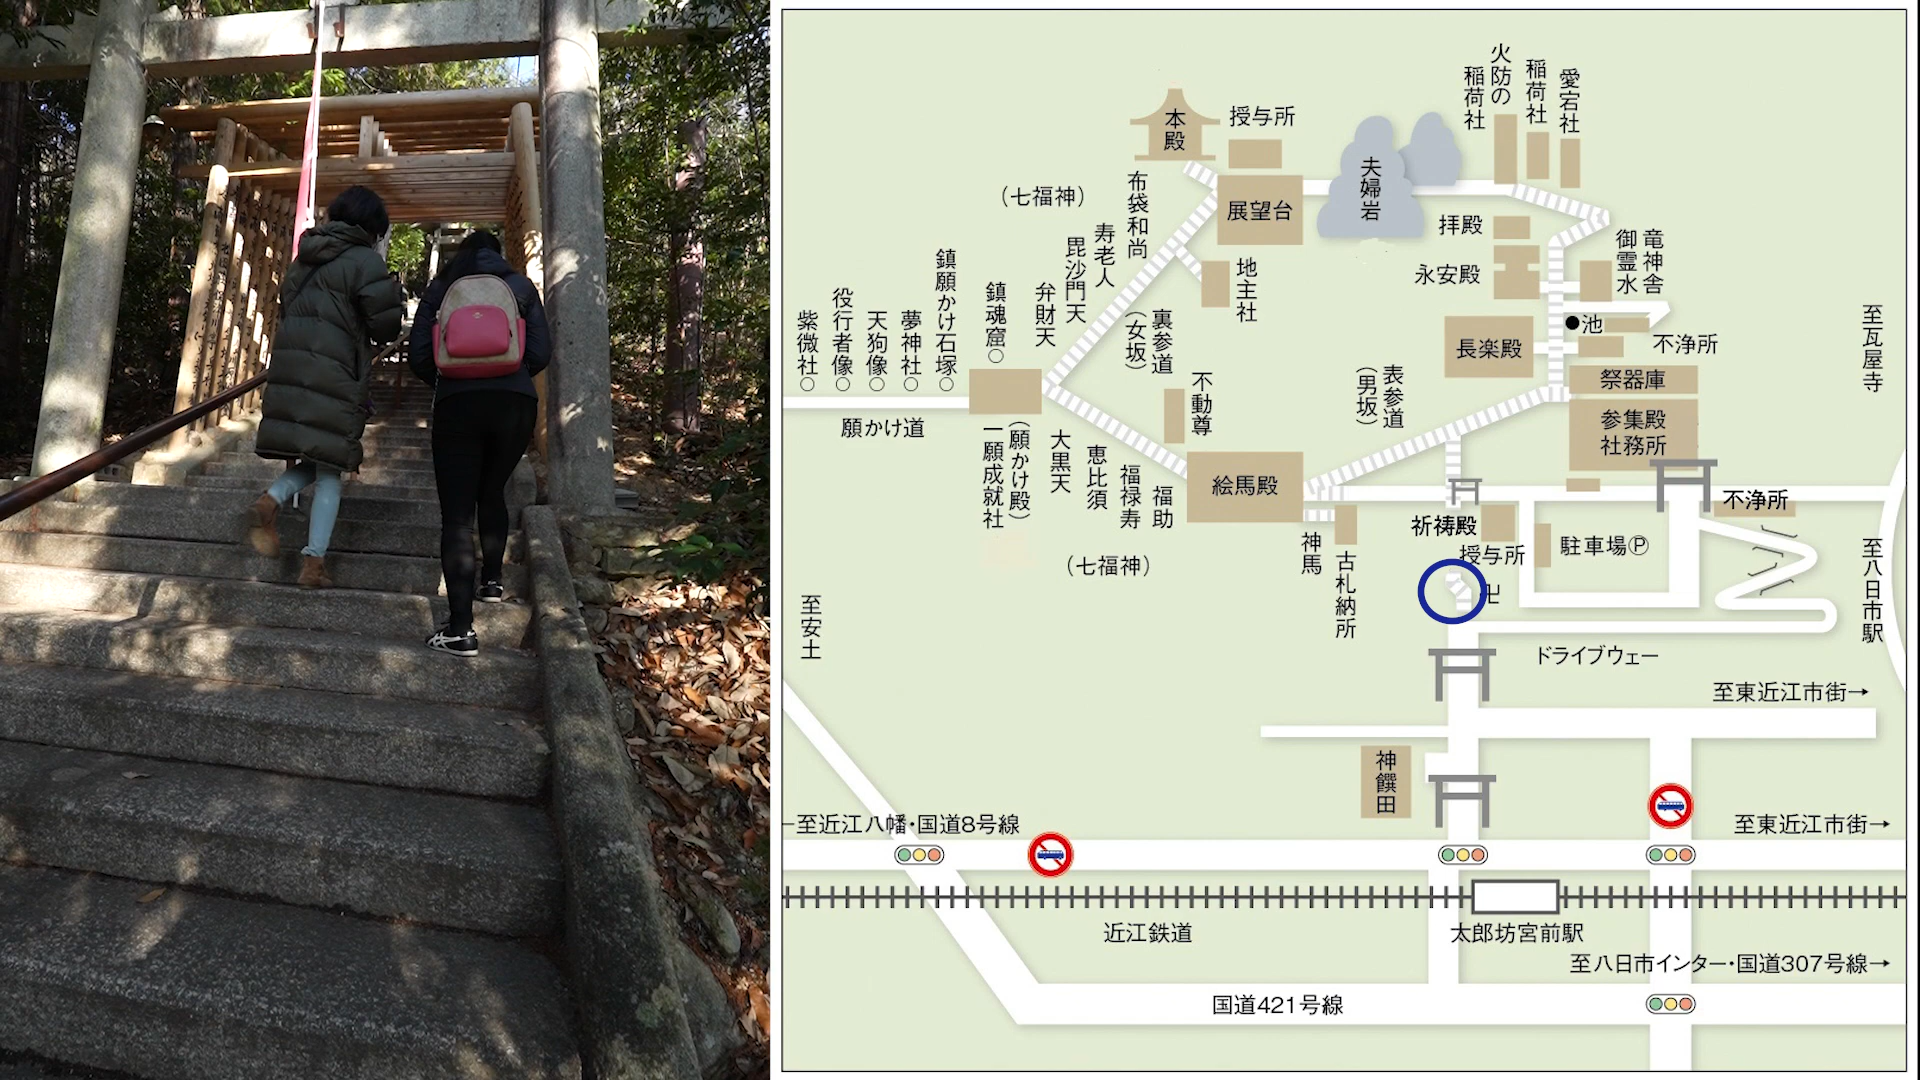 本殿
授与所
火防の稲荷社
稲荷社
愛宕社
夫婦岩
展望台
(七福神)
布袋和尚
寿老人
毘沙門天
弁財天
鎮魂窟○
鎮願かけ石塚○
夢神社○
天狗像○
役行者像○
紫微社○
地主社
裏参道(女坂)
拝殿
永安殿
竜神舎
御霊水
●池
不浄所
長楽殿
祭器庫
参集殿
社務所
至瓦屋寺
表参道(男坂)
不動尊
願かけ道
(願かけ殿)
一願成就社
大黒天
恵比須
福禄寿
福助
(七福神)
絵馬殿
神馬
古札納所
祈祷殿
授与所
卍
駐車場Ⓟ
不浄所
至八日市駅
至安土
ドライブウェー
至東近江市街→
神饌田
←至近江八幡・国道8号線
至東近江市街→
近江鉄道
太郎坊宮前駅
至八日市インター・国道307号線→
国道421号線